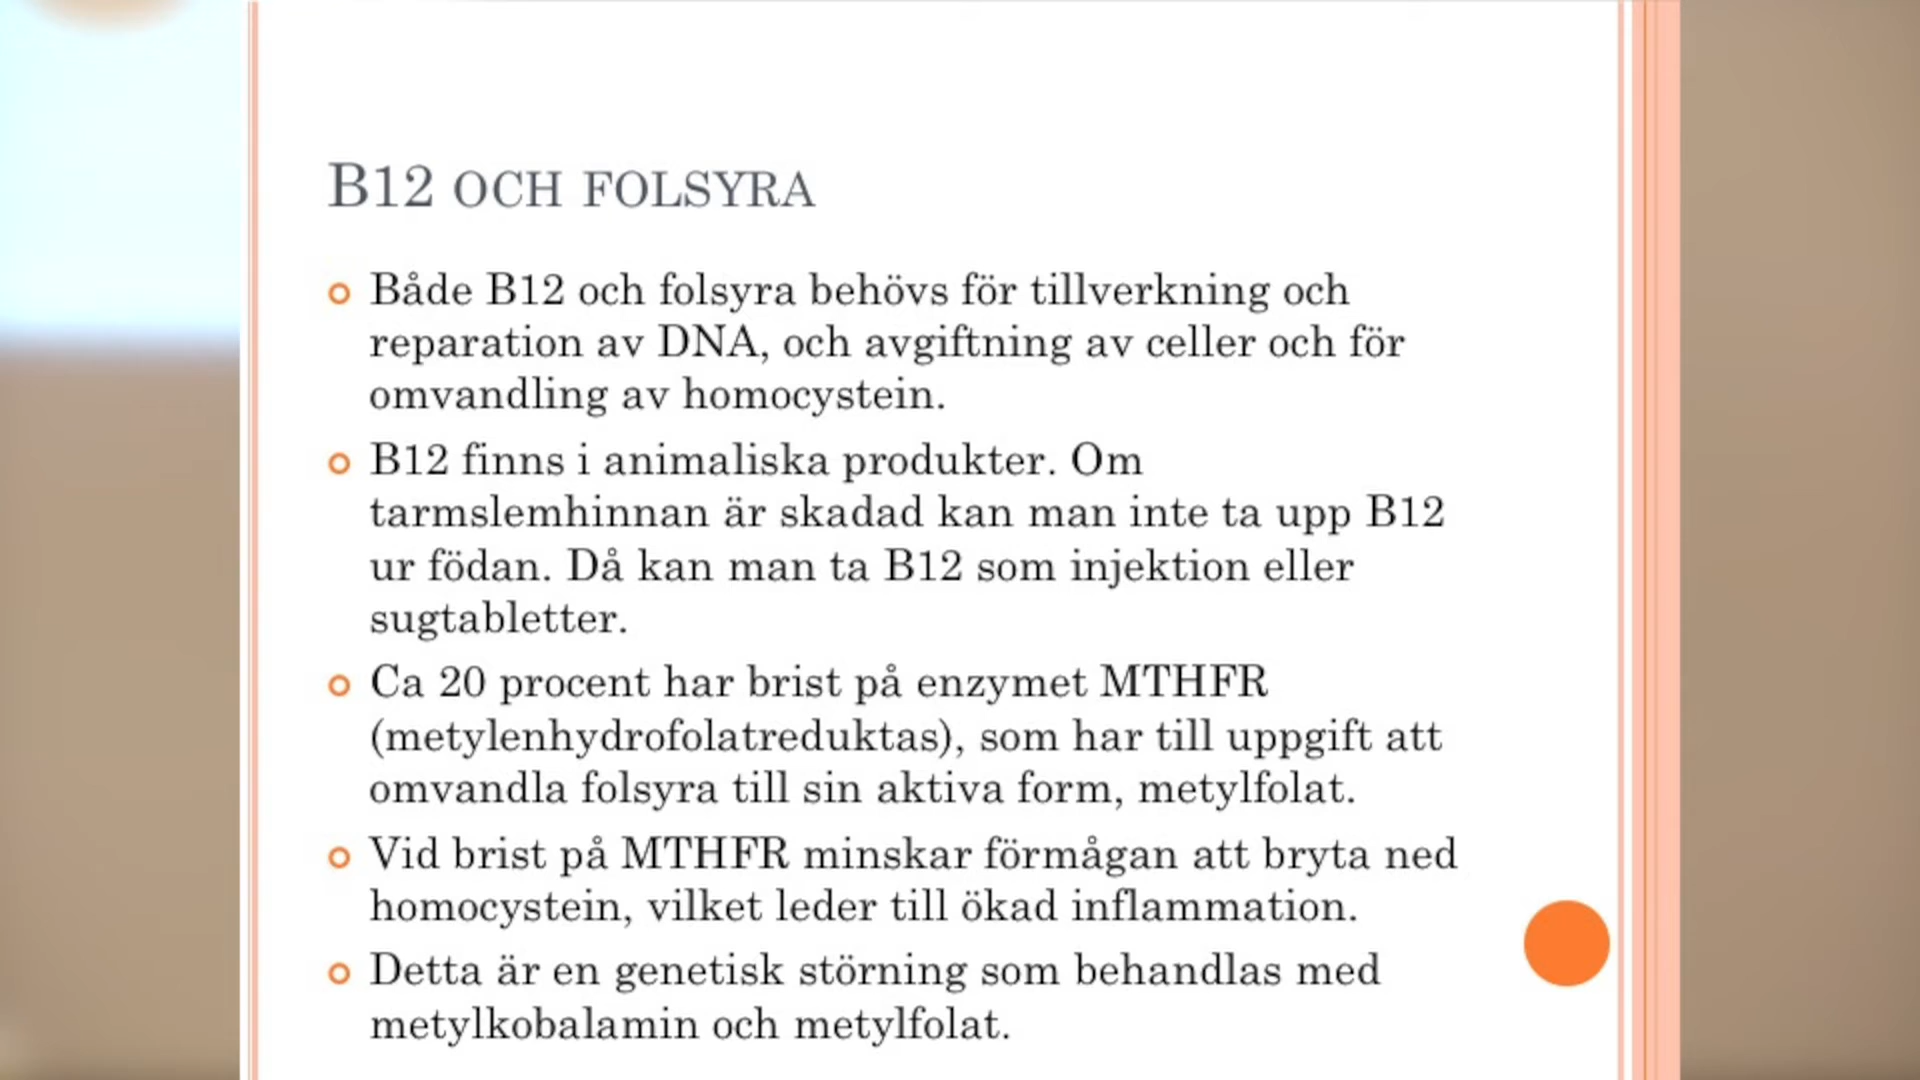 B12 OCH FOLSYRA
Både B12 och folsyra behövs för tillverkning och
reparation av DNA, och avgiftning av celler och för
omvandling av homocystein.
B12 finns i animaliska produkter. Om
tarmslemhinnan är skadad kan man inte ta upp B12
ur födan. Då kan man ta B12 som injektion eller
sugtabletter.
Ca 20 procent har brist på enzymet MTHFR
(metylenhydrofolatreduktas), som har till uppgift att
omvandla folsyra till sin aktiva form, metylfolat.
Vid brist på MTHFR minskar förmågan att bryta ned
homocystein, vilket leder till ökad inflammation.
Detta är en genetisk störning som behandlas med
metylkobalamin och metylfolat.